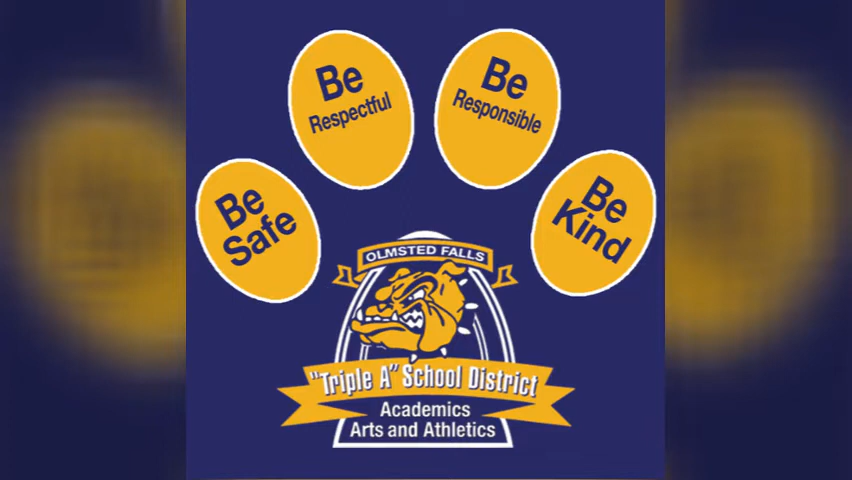 Be
Safe
Be
Respectful
Be
Responsible
Be
Kind
OLMSTED FALLS
"Triple A" School District
Academics
Arts and Athletics